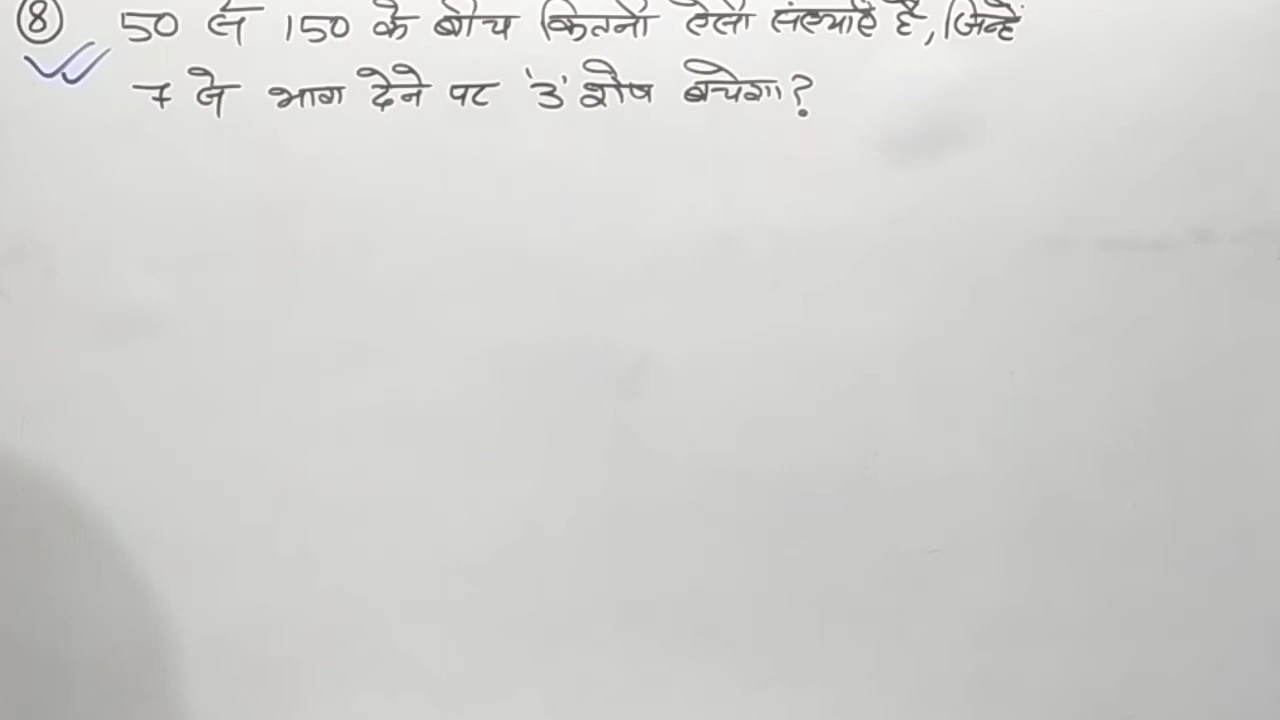 ⑧ 50 से 150 के बीच कितनी ऐसी संख्याएँ है, जिन्हें
7 से भाग देने पर '3' शेष बचेगा?